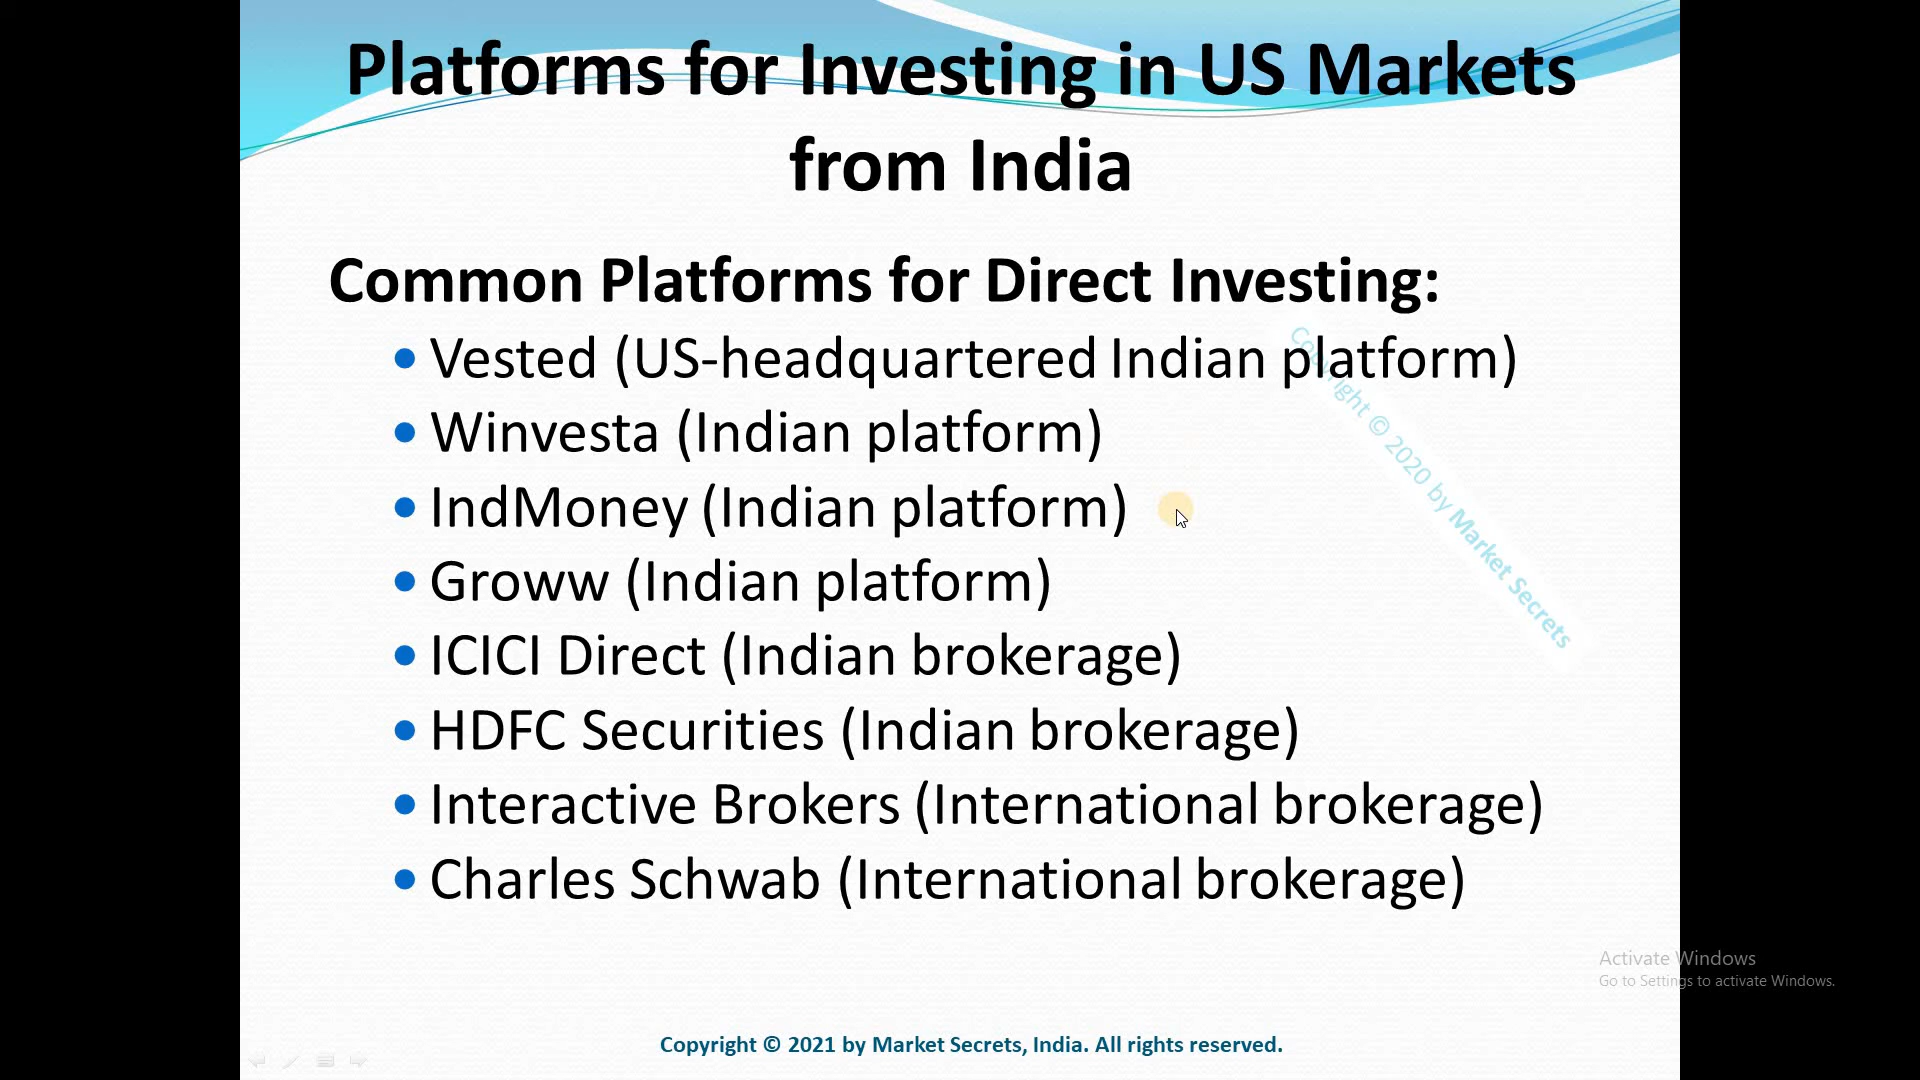 Platforms for Investing in US Markets
from India
Common Platforms for Direct Investing:
• Vested (US-headquartered Indian platform)
• Winvesta (Indian platform)
• IndMoney (Indian platform)
• Groww (Indian platform)
• ICICI Direct (Indian brokerage)
• HDFC Securities (Indian brokerage)
• Interactive Brokers (International brokerage)
• Charles Schwab (International brokerage)
Copyright © 2020 by Market Secrets
Activate Windows
Go to Settings to activate Windows.
Copyright © 2021 by Market Secrets, India. All rights reserved.